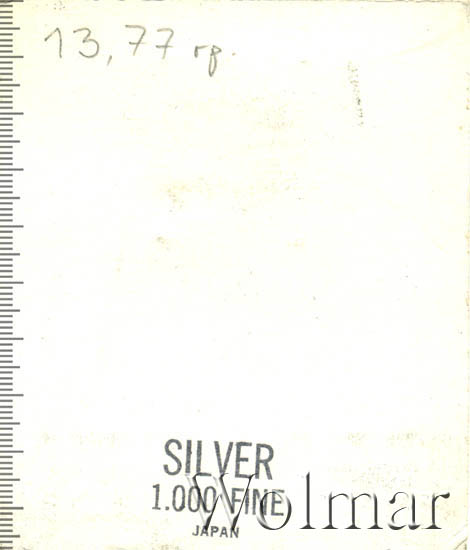 13,77 гр.
SILVER
1.000 FINE
JAPAN
Wolmar